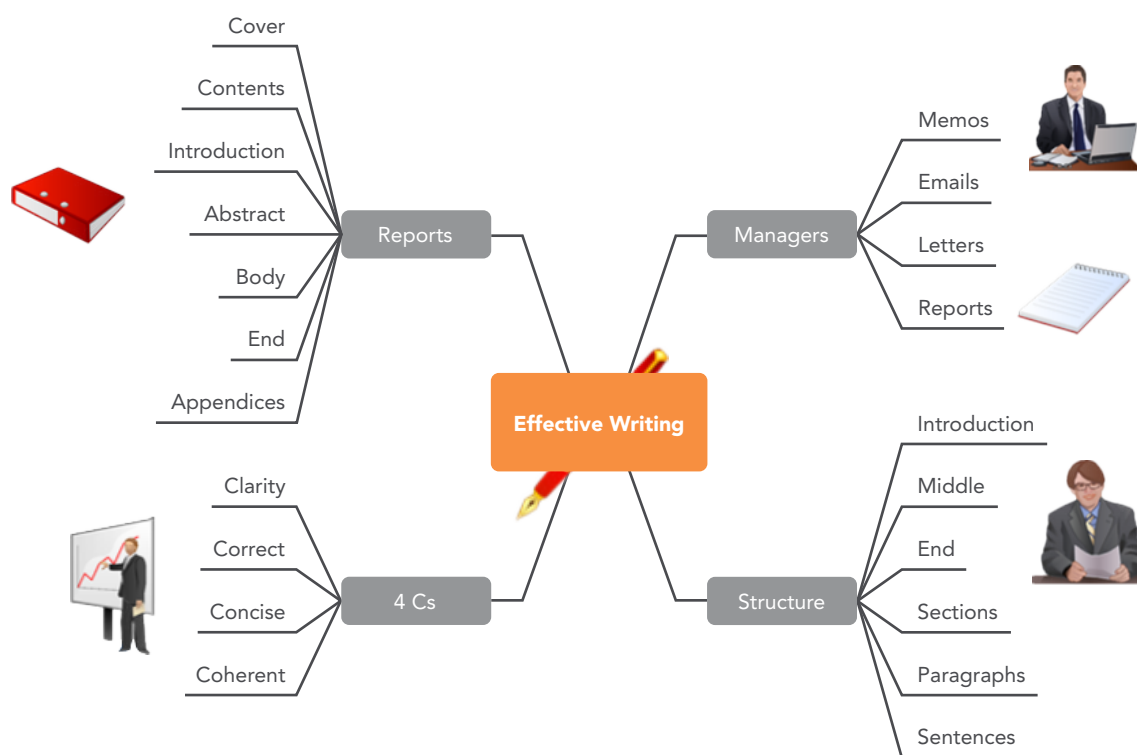 Effective Writing
Managers
Memos
Emails
Letters
Reports
Structure
Introduction
Middle
End
Sections
Paragraphs
Sentences
4 Cs
Clarity
Correct
Concise
Coherent
Reports
Cover
Contents
Introduction
Abstract
Body
End
Appendices